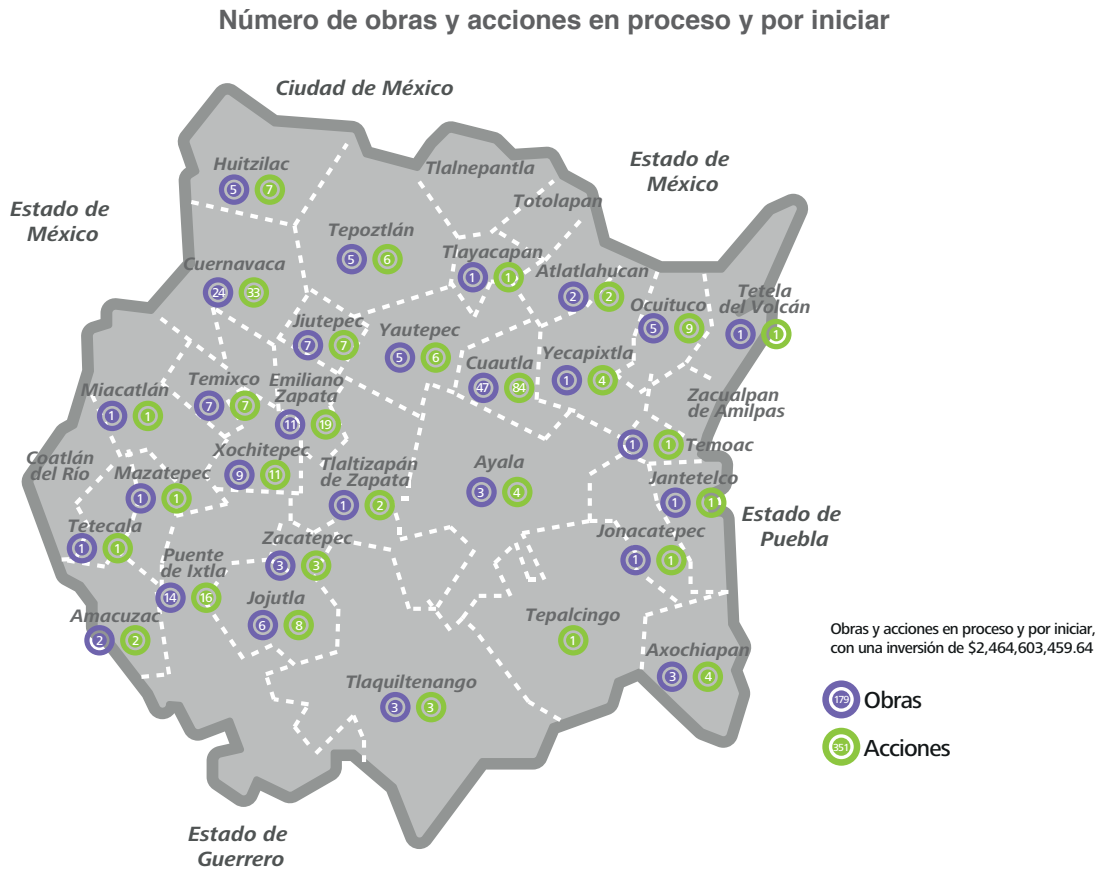 Número de obras y acciones en proceso y por iniciar
Ciudad de México
Estado de
México
Estado de
México
Huitzilac
5 7
Tlalnepantla
Totolapan
Tepoztlán
5 6
Tlayacapan
1 1
Cuernavaca
24 33
Atlatlahucan
2 2
Ocuituco
5 9
Tetela
del Volcán
1 1
Jiutepec
7 7
Yautepec
5 6
Cuautla
47 84
Yecapixtla
1 4
Zacualpan
de Amilpas
Miacatlán
1 1
Temixco
7 7
Emiliano
Zapata
11 19
1 1 Temoac
Coatlán
del Río
Mazatepec
1 1
Xochitepec
9 11
Tlaltizapán
de Zapata
1 2
Ayala
3 4
Jantetelco
1 1
Estado de
Puebla
Tetecala
1 1
Puente
de Ixtla
14 16
Zacatepec
3 3
Jonacatepec
1 1
Amacuzac
2 2
Jojutla
6 8
Tepalcingo
1
Axochiapan
3 4
Tlaquiltenango
3 3
Estado de
Guerrero
Obras y acciones en proceso y por iniciar,
con una inversión de $2,464,603,459.64
179 Obras
351 Acciones